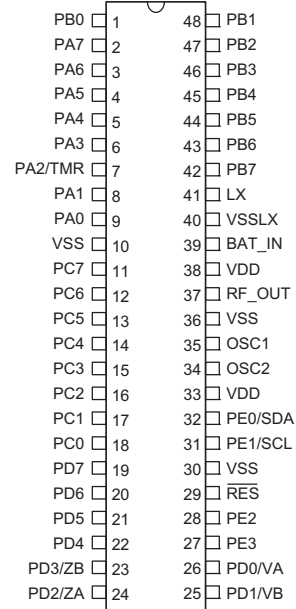 PB0 1 48 PB1
PA7 2 47 PB2
PA6 3 46 PB3
PA5 4 45 PB4
PA4 5 44 PB5
PA3 6 43 PB6
PA2/TMR 7 42 PB7
PA1 8 41 LX
PA0 9 40 VSSLX
VSS 10 39 BAT_IN
PC7 11 38 VDD
PC6 12 37 RF_OUT
PC5 13 36 VSS
PC4 14 35 OSC1
PC3 15 34 OSC2
PC2 16 33 VDD
PC1 17 32 PE0/SDA
PC0 18 31 PE1/SCL
PD7 19 30 VSS
PD6 20 29 RES
PD5 21 28 PE2
PD4 22 27 PE3
PD3/ZB 23 26 PD0/VA
PD2/ZA 24 25 PD1/VB